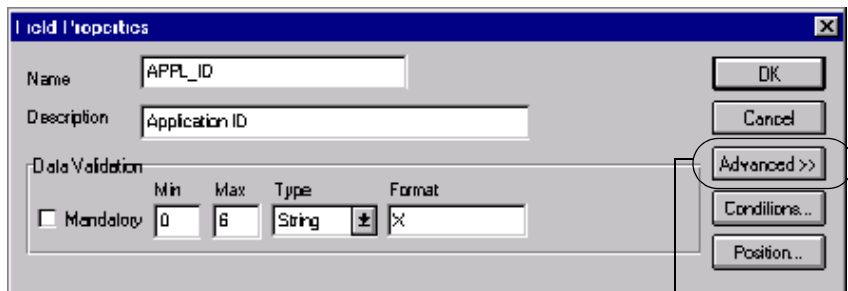 Field Properties
Name APPL_ID
OK
Description Application ID
Cancel
Data Validation
Advanced >>
Min Max Type Format
Mandatory 0 6 String X
Conditions...
Position...